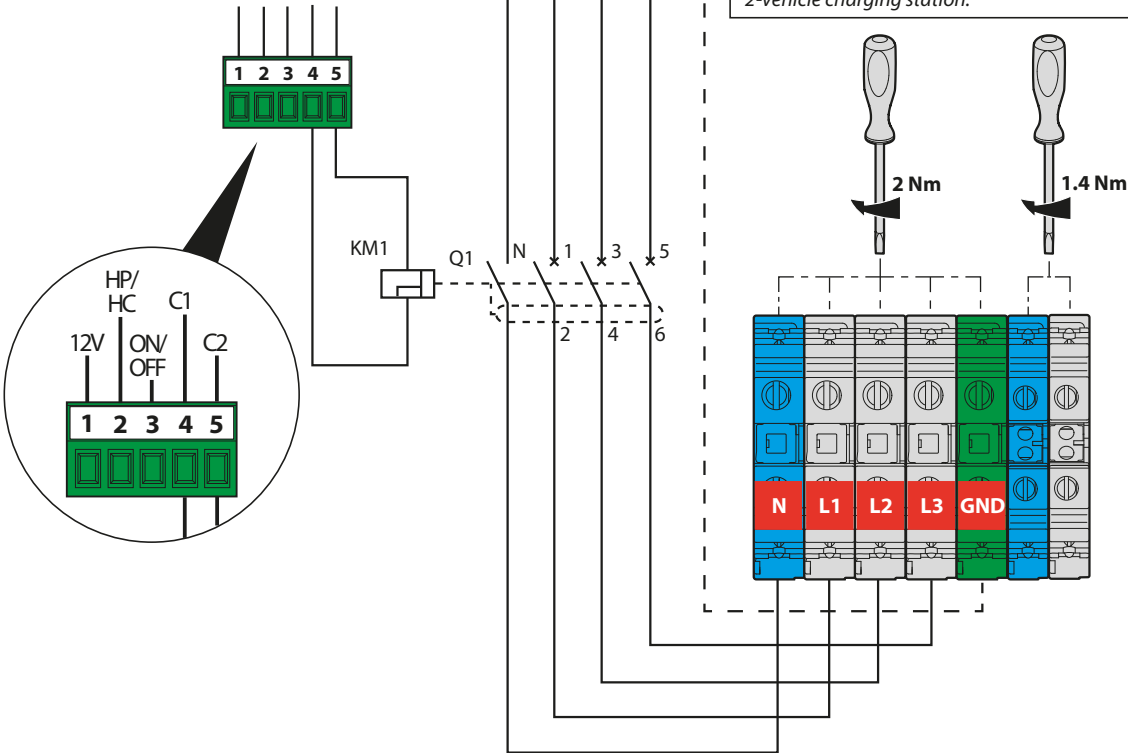 2-vehicle charging station.
1 2 3 4 5
2 Nm
1.4 Nm
KM1
Q1
N
1
3
5
2
4
6
HP/
HC
C1
12V
ON/
OFF
C2
1 2 3 4 5
N L1 L2 L3 GND